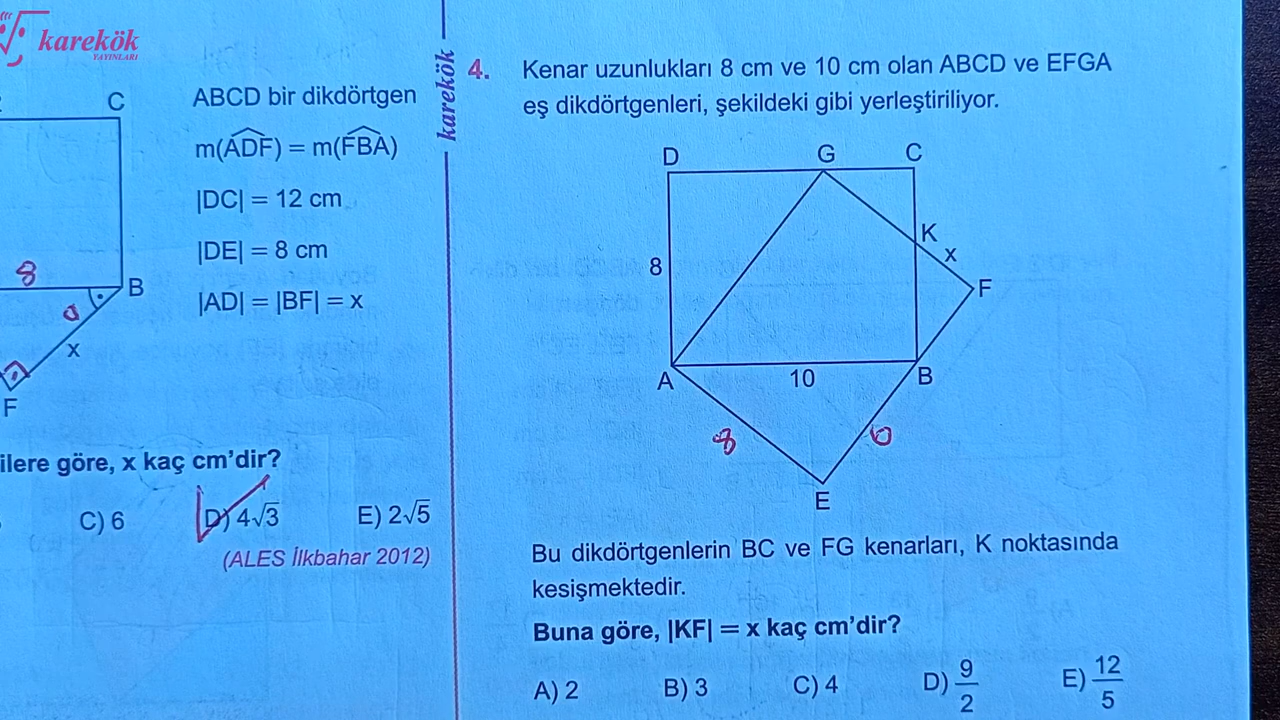 karekök
YAYINLARI
C
ABCD bir dikdörtgen
m(ADF) = m(FBA)
|DC| = 12 cm
|DE| = 8 cm
|AD| = |BF| = x
8
B
a
x
F
ilere göre, x kaç cm'dir?
C) 6
D) 4√3
E) 2√5
(ALES İlkbahar 2012)
karekök
4. Kenar uzunlukları 8 cm ve 10 cm olan ABCD ve EFGA
eş dikdörtgenleri, şekildeki gibi yerleştiriliyor.
D G C
K
x
8
F
A 10 B
8 6
E
Bu dikdörtgenlerin BC ve FG kenarları, K noktasında
kesişmektedir.
Buna göre, |KF| = x kaç cm'dir?
A) 2 B) 3 C) 4 D) 9/2 E) 12/5